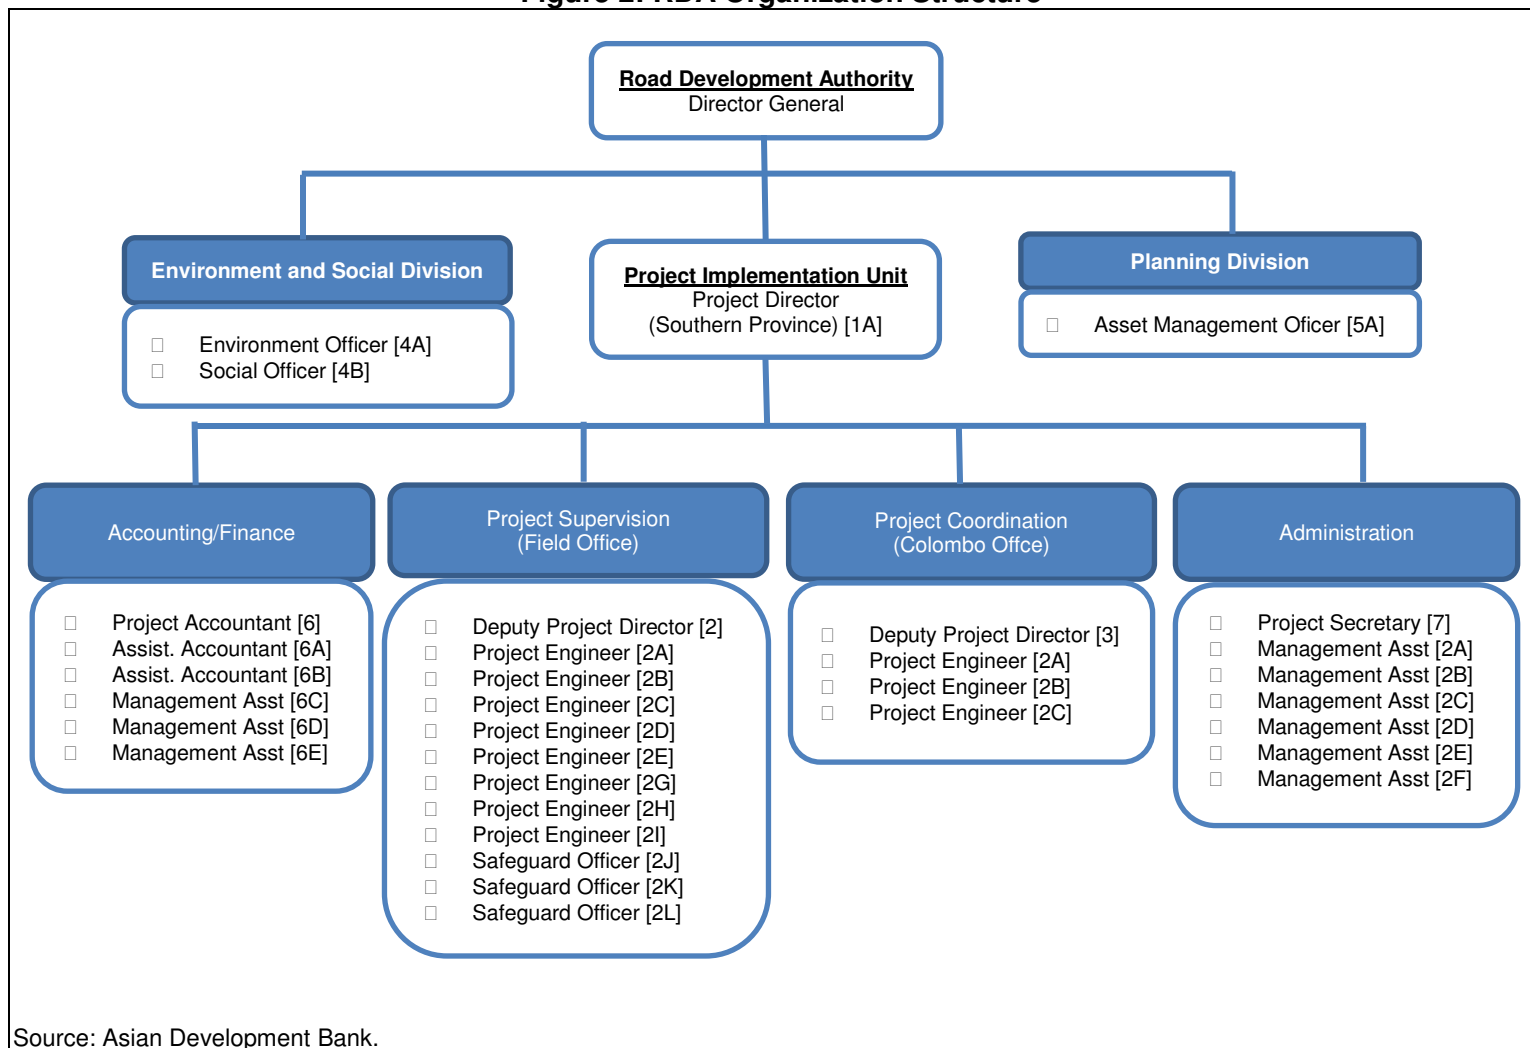 Figure 2: RDA Organization Structure
Road Development Authority
Director General
Environment and Social Division
Environment Officer [4A]
Social Officer [4B]
Project Implementation Unit
Project Director
(Southern Province) [1A]
Planning Division
Asset Management Oficer [5A]
Accounting/Finance
Project Accountant [6]
Assist. Accountant [6A]
Assist. Accountant [6B]
Management Asst [6C]
Management Asst [6D]
Management Asst [6E]
Project Supervision
(Field Office)
Deputy Project Director [2]
Project Engineer [2A]
Project Engineer [2B]
Project Engineer [2C]
Project Engineer [2D]
Project Engineer [2E]
Project Engineer [2G]
Project Engineer [2H]
Project Engineer [2I]
Safeguard Officer [2J]
Safeguard Officer [2K]
Safeguard Officer [2L]
Project Coordination
(Colombo Offce)
Deputy Project Director [3]
Project Engineer [2A]
Project Engineer [2B]
Project Engineer [2C]
Administration
Project Secretary [7]
Management Asst [2A]
Management Asst [2B]
Management Asst [2C]
Management Asst [2D]
Management Asst [2E]
Management Asst [2F]
Source: Asian Development Bank.